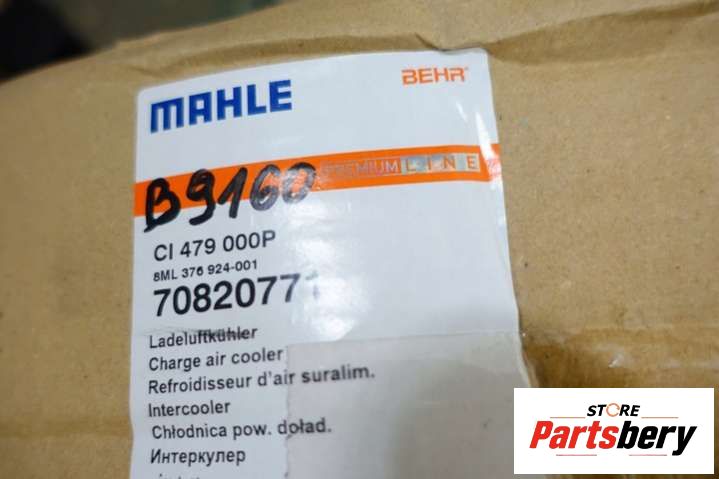 MAHLE
BEHR®
PREMIUM LINE
B9160
CI 479 000P
8ML 376 924-001
70820771
Ladeluftkühler
Charge air cooler
Refroidisseur d'air suralim.
Intercooler
Chłodnica pow. doład.
Интеркулер
STORE
Partsbery